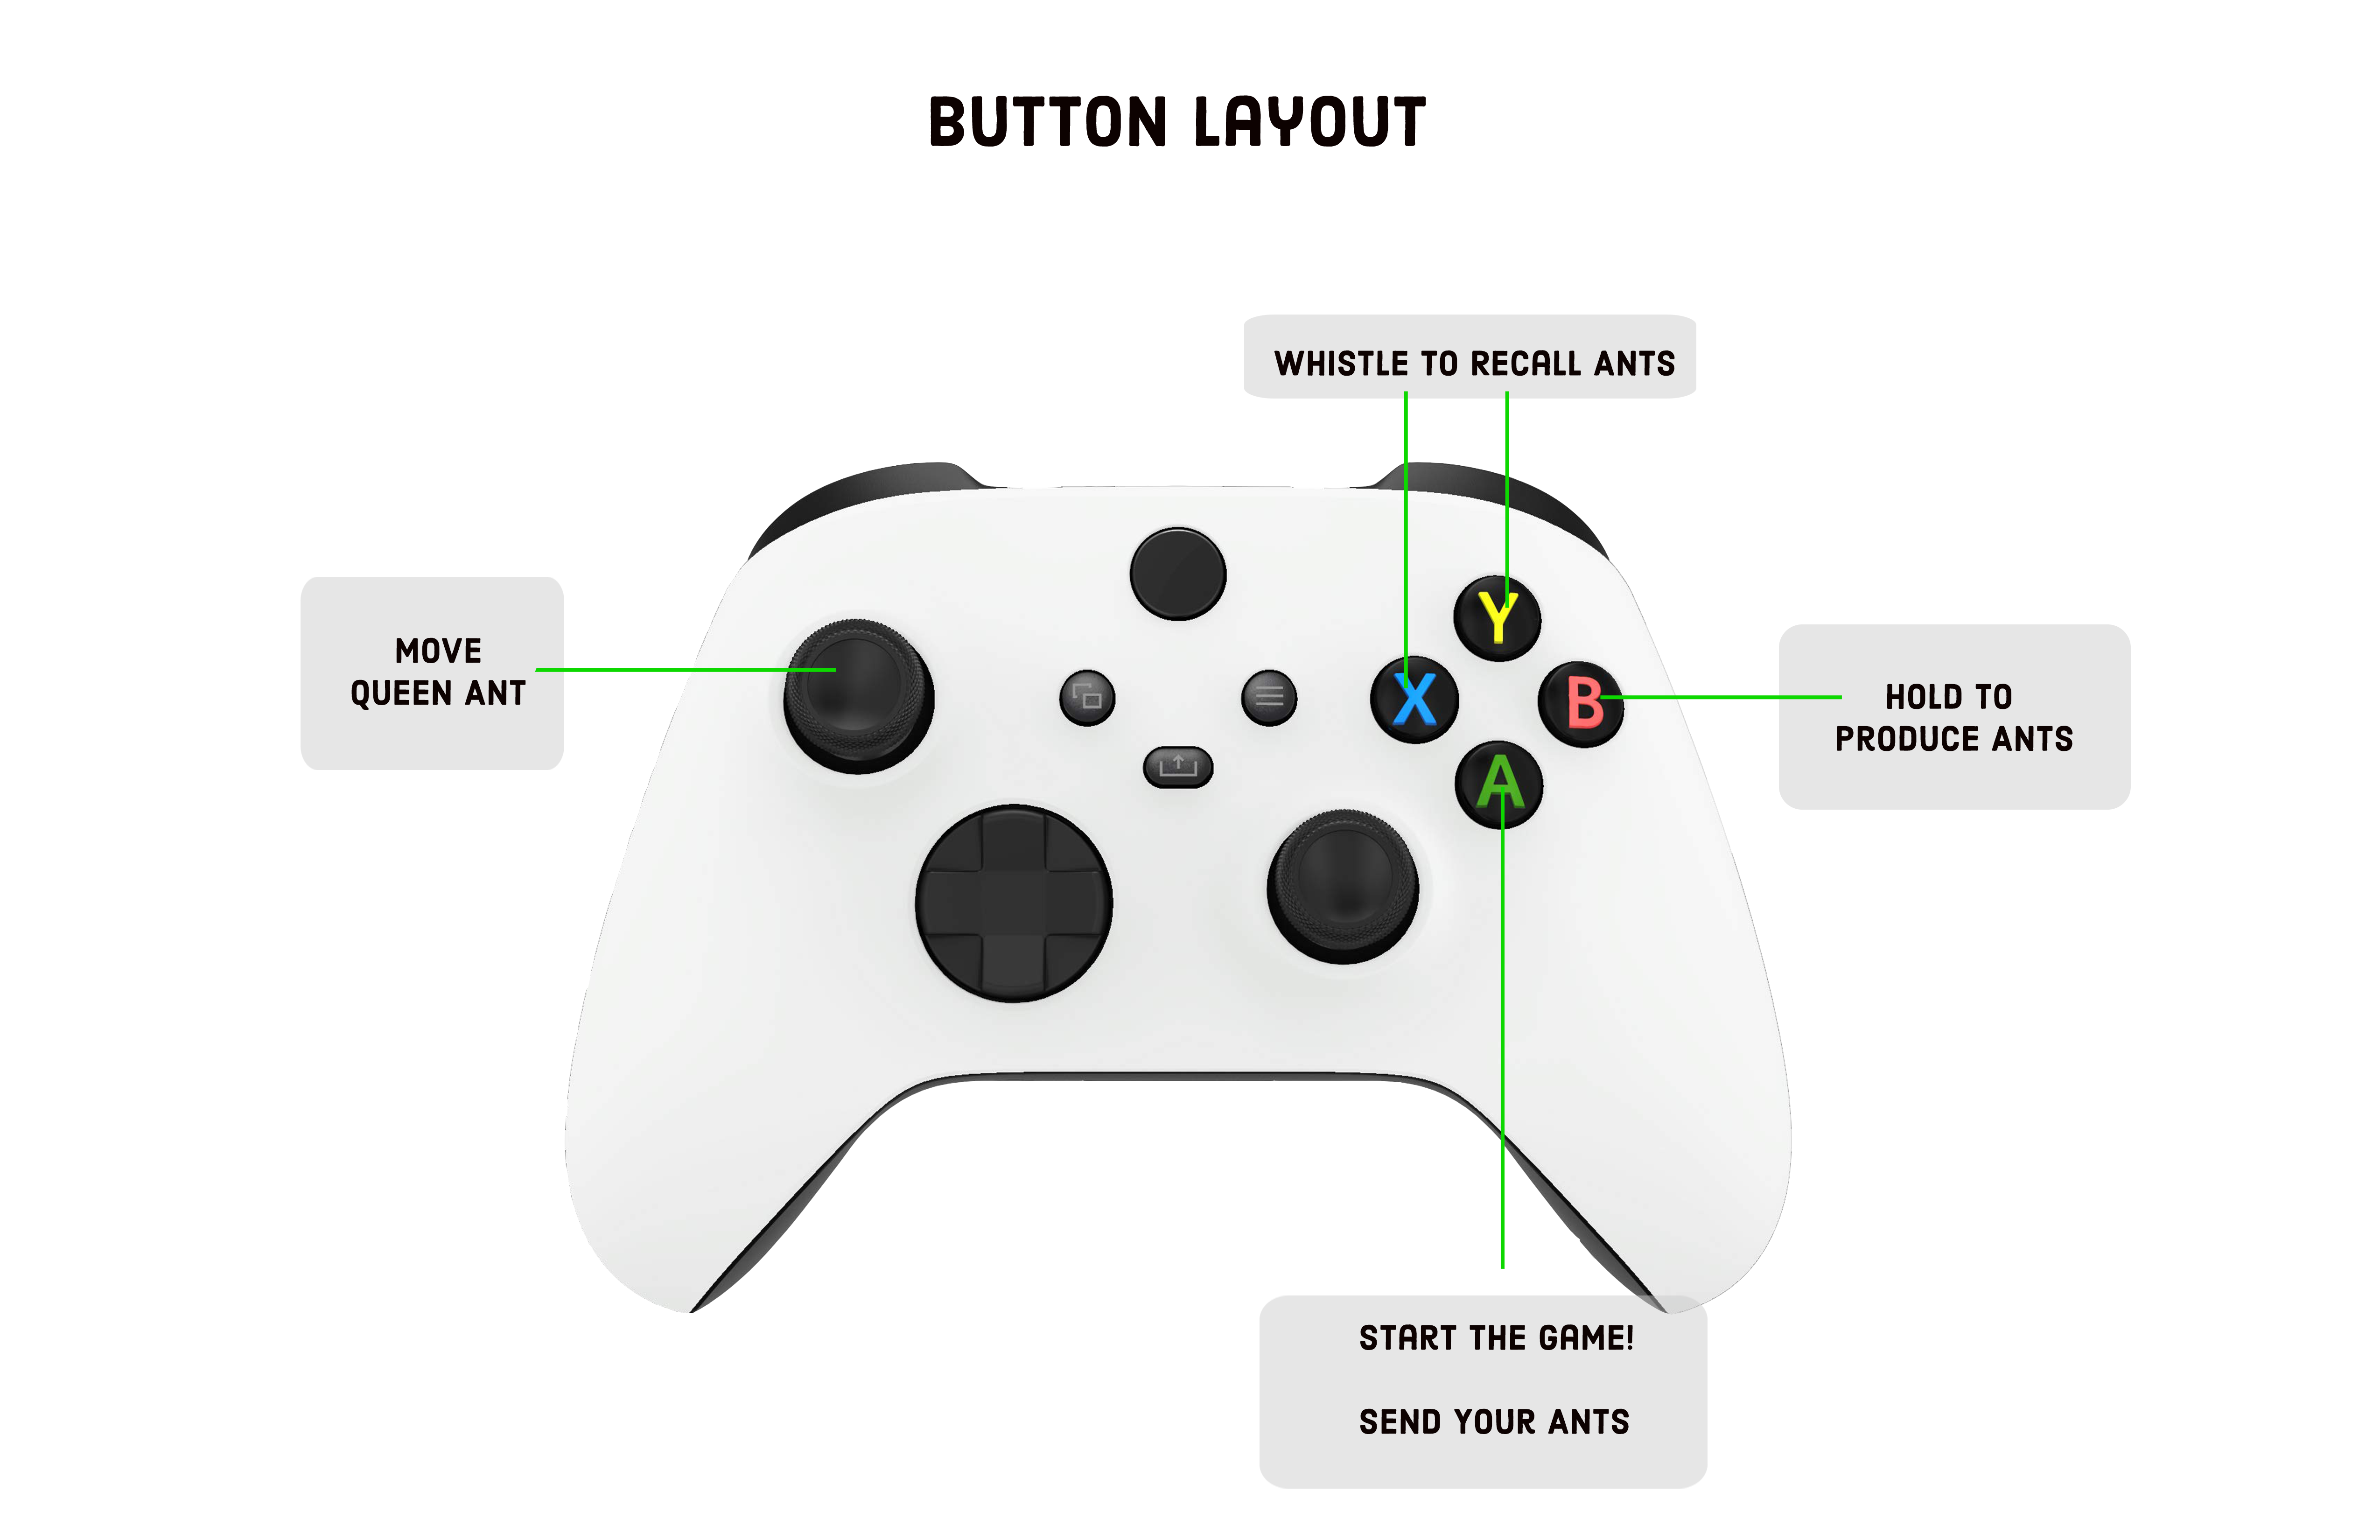 BUTTON LAYOUT
WHISTLE TO RECALL ANTS
MOVE
QUEEN ANT
Y
X
B
A
HOLD TO
PRODUCE ANTS
START THE GAME!
SEND YOUR ANTS